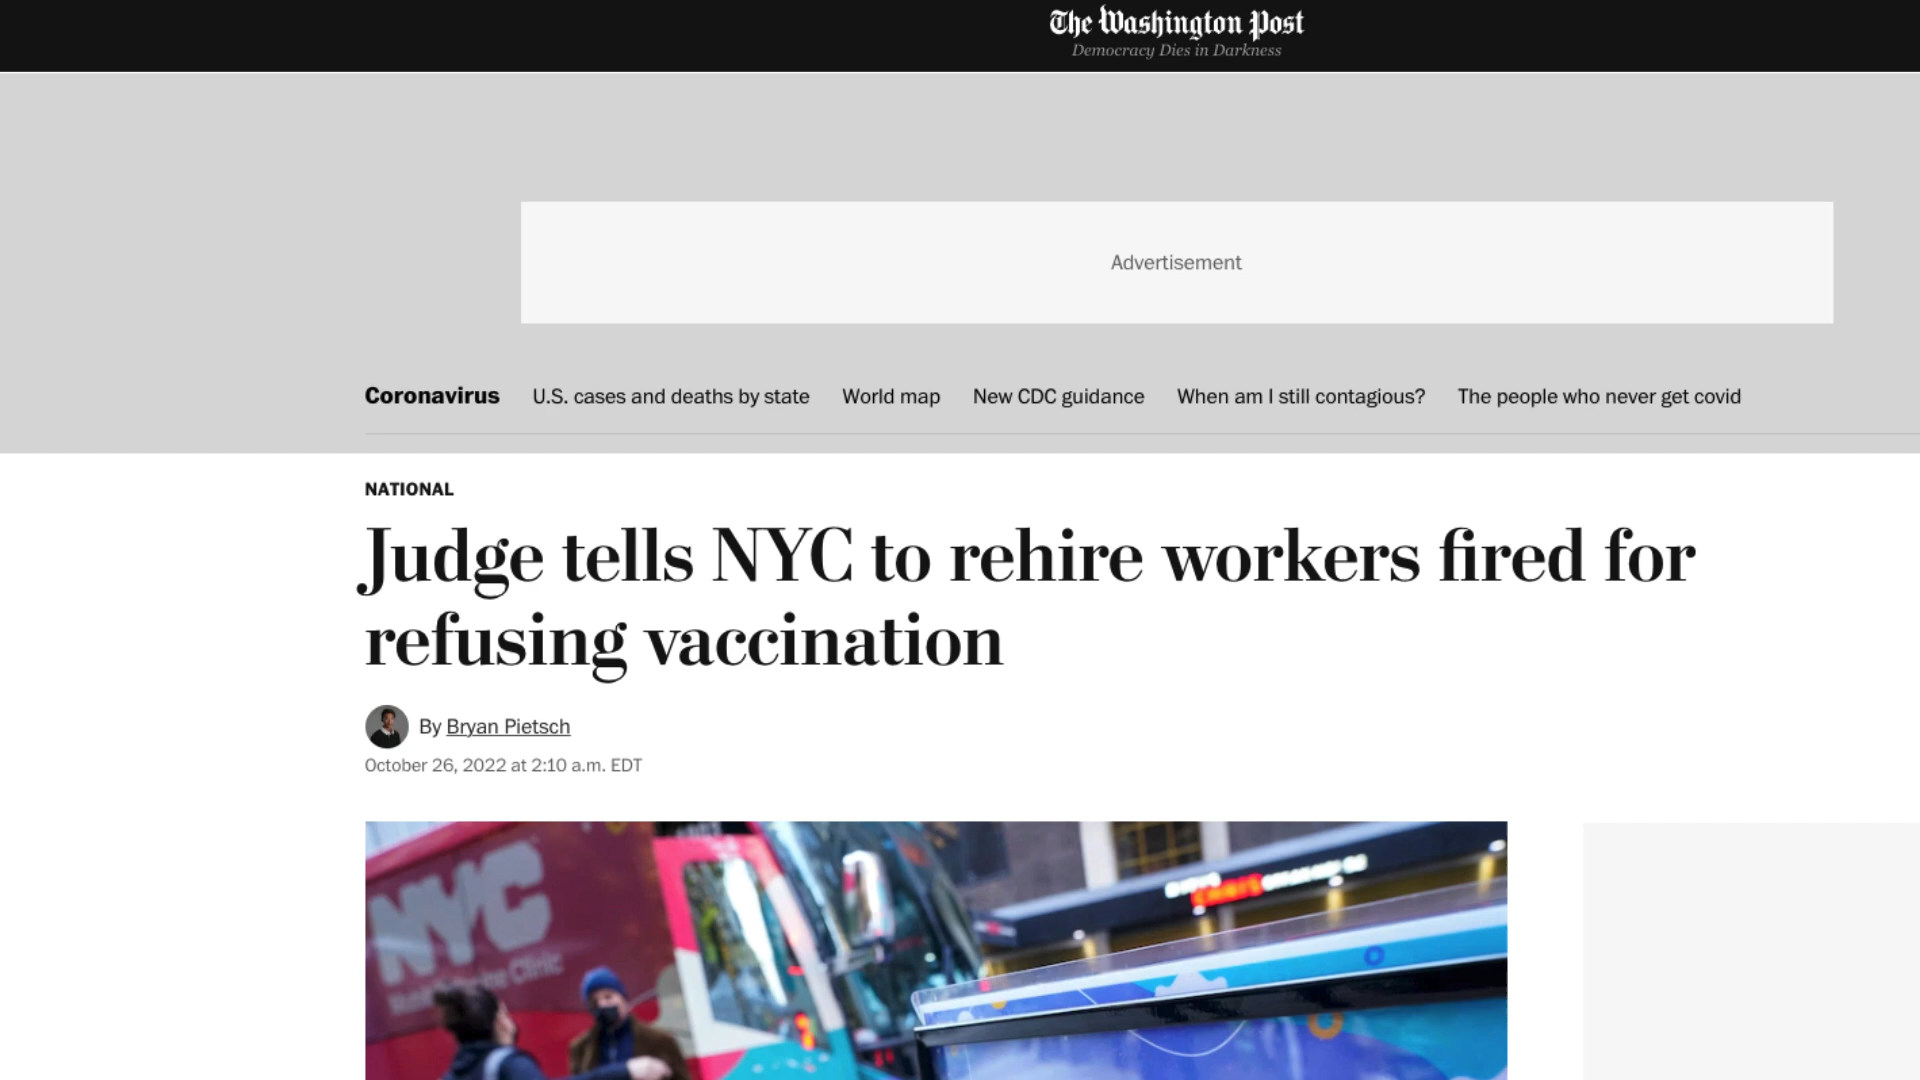 The Washington Post
Democracy Dies in Darkness
Advertisement
Coronavirus U.S. cases and deaths by state World map New CDC guidance When am I still contagious? The people who never get covid
NATIONAL
Judge tells NYC to rehire workers fired for
refusing vaccination
By Bryan Pietsch
October 26, 2022 at 2:10 a.m. EDT
NYC
Clinic